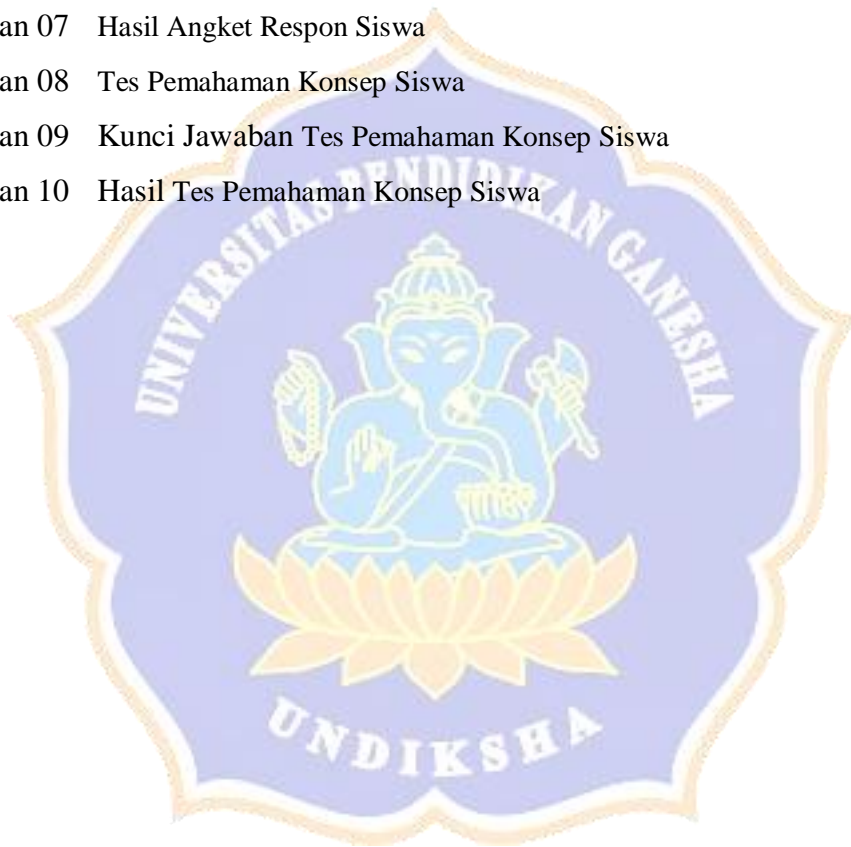 an 07 Hasil Angket Respon Siswa
an 08 Tes Pemahaman Konsep Siswa
an 09 Kunci Jawaban Tes Pemahaman Konsep Siswa
an 10 Hasil Tes Pemahaman Konsep Siswa
UNIVERSITAS PENDIDIKAN GANESHA
UNDIKSHA